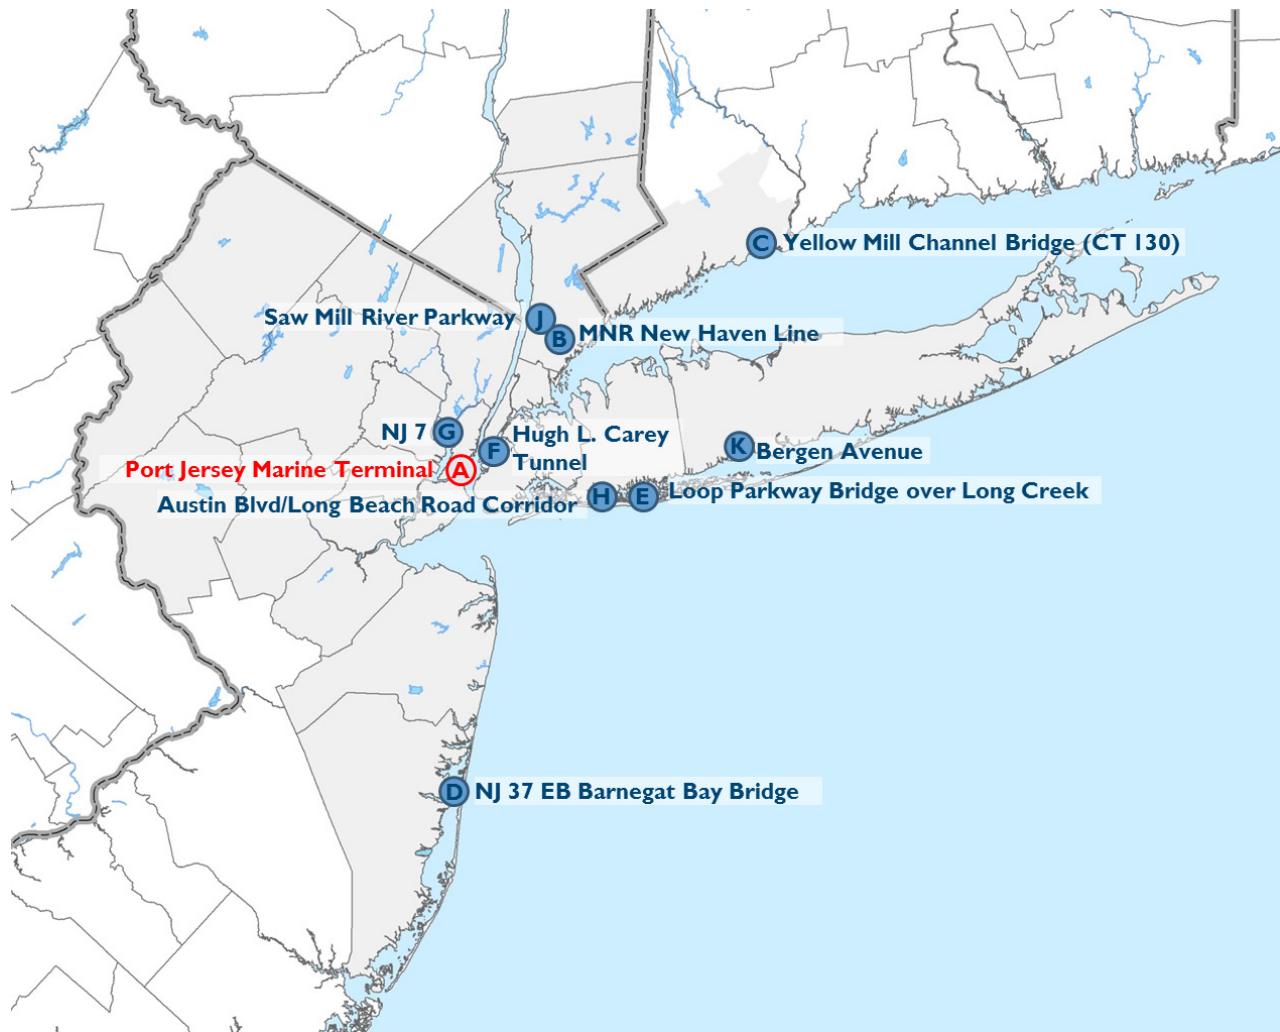 C Yellow Mill Channel Bridge (CT 130)
Saw Mill River Parkway J
B MNR New Haven Line
NJ 7 G
F Hugh L. Carey
Tunnel
K Bergen Avenue
Port Jersey Marine Terminal A
Austin Blvd/Long Beach Road Corridor H
E Loop Parkway Bridge over Long Creek
D NJ 37 EB Barnegat Bay Bridge